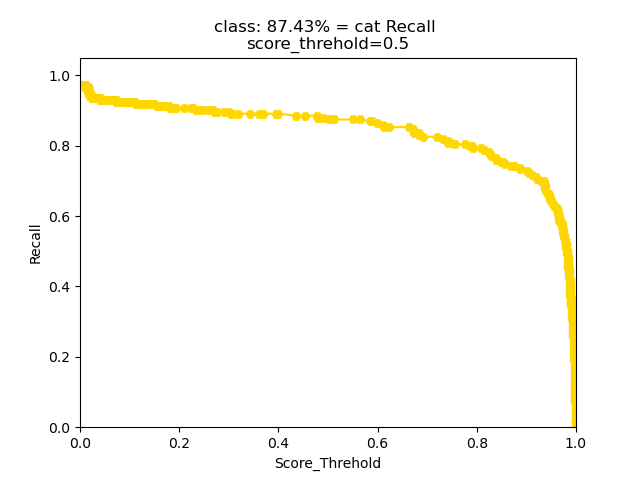 class: 87.43% = cat Recall
score_threhold=0.5
1.0
0.8
0.6
0.4
0.2
0.0
Recall
0.0 0.2 0.4 0.6 0.8 1.0
Score_Threhold